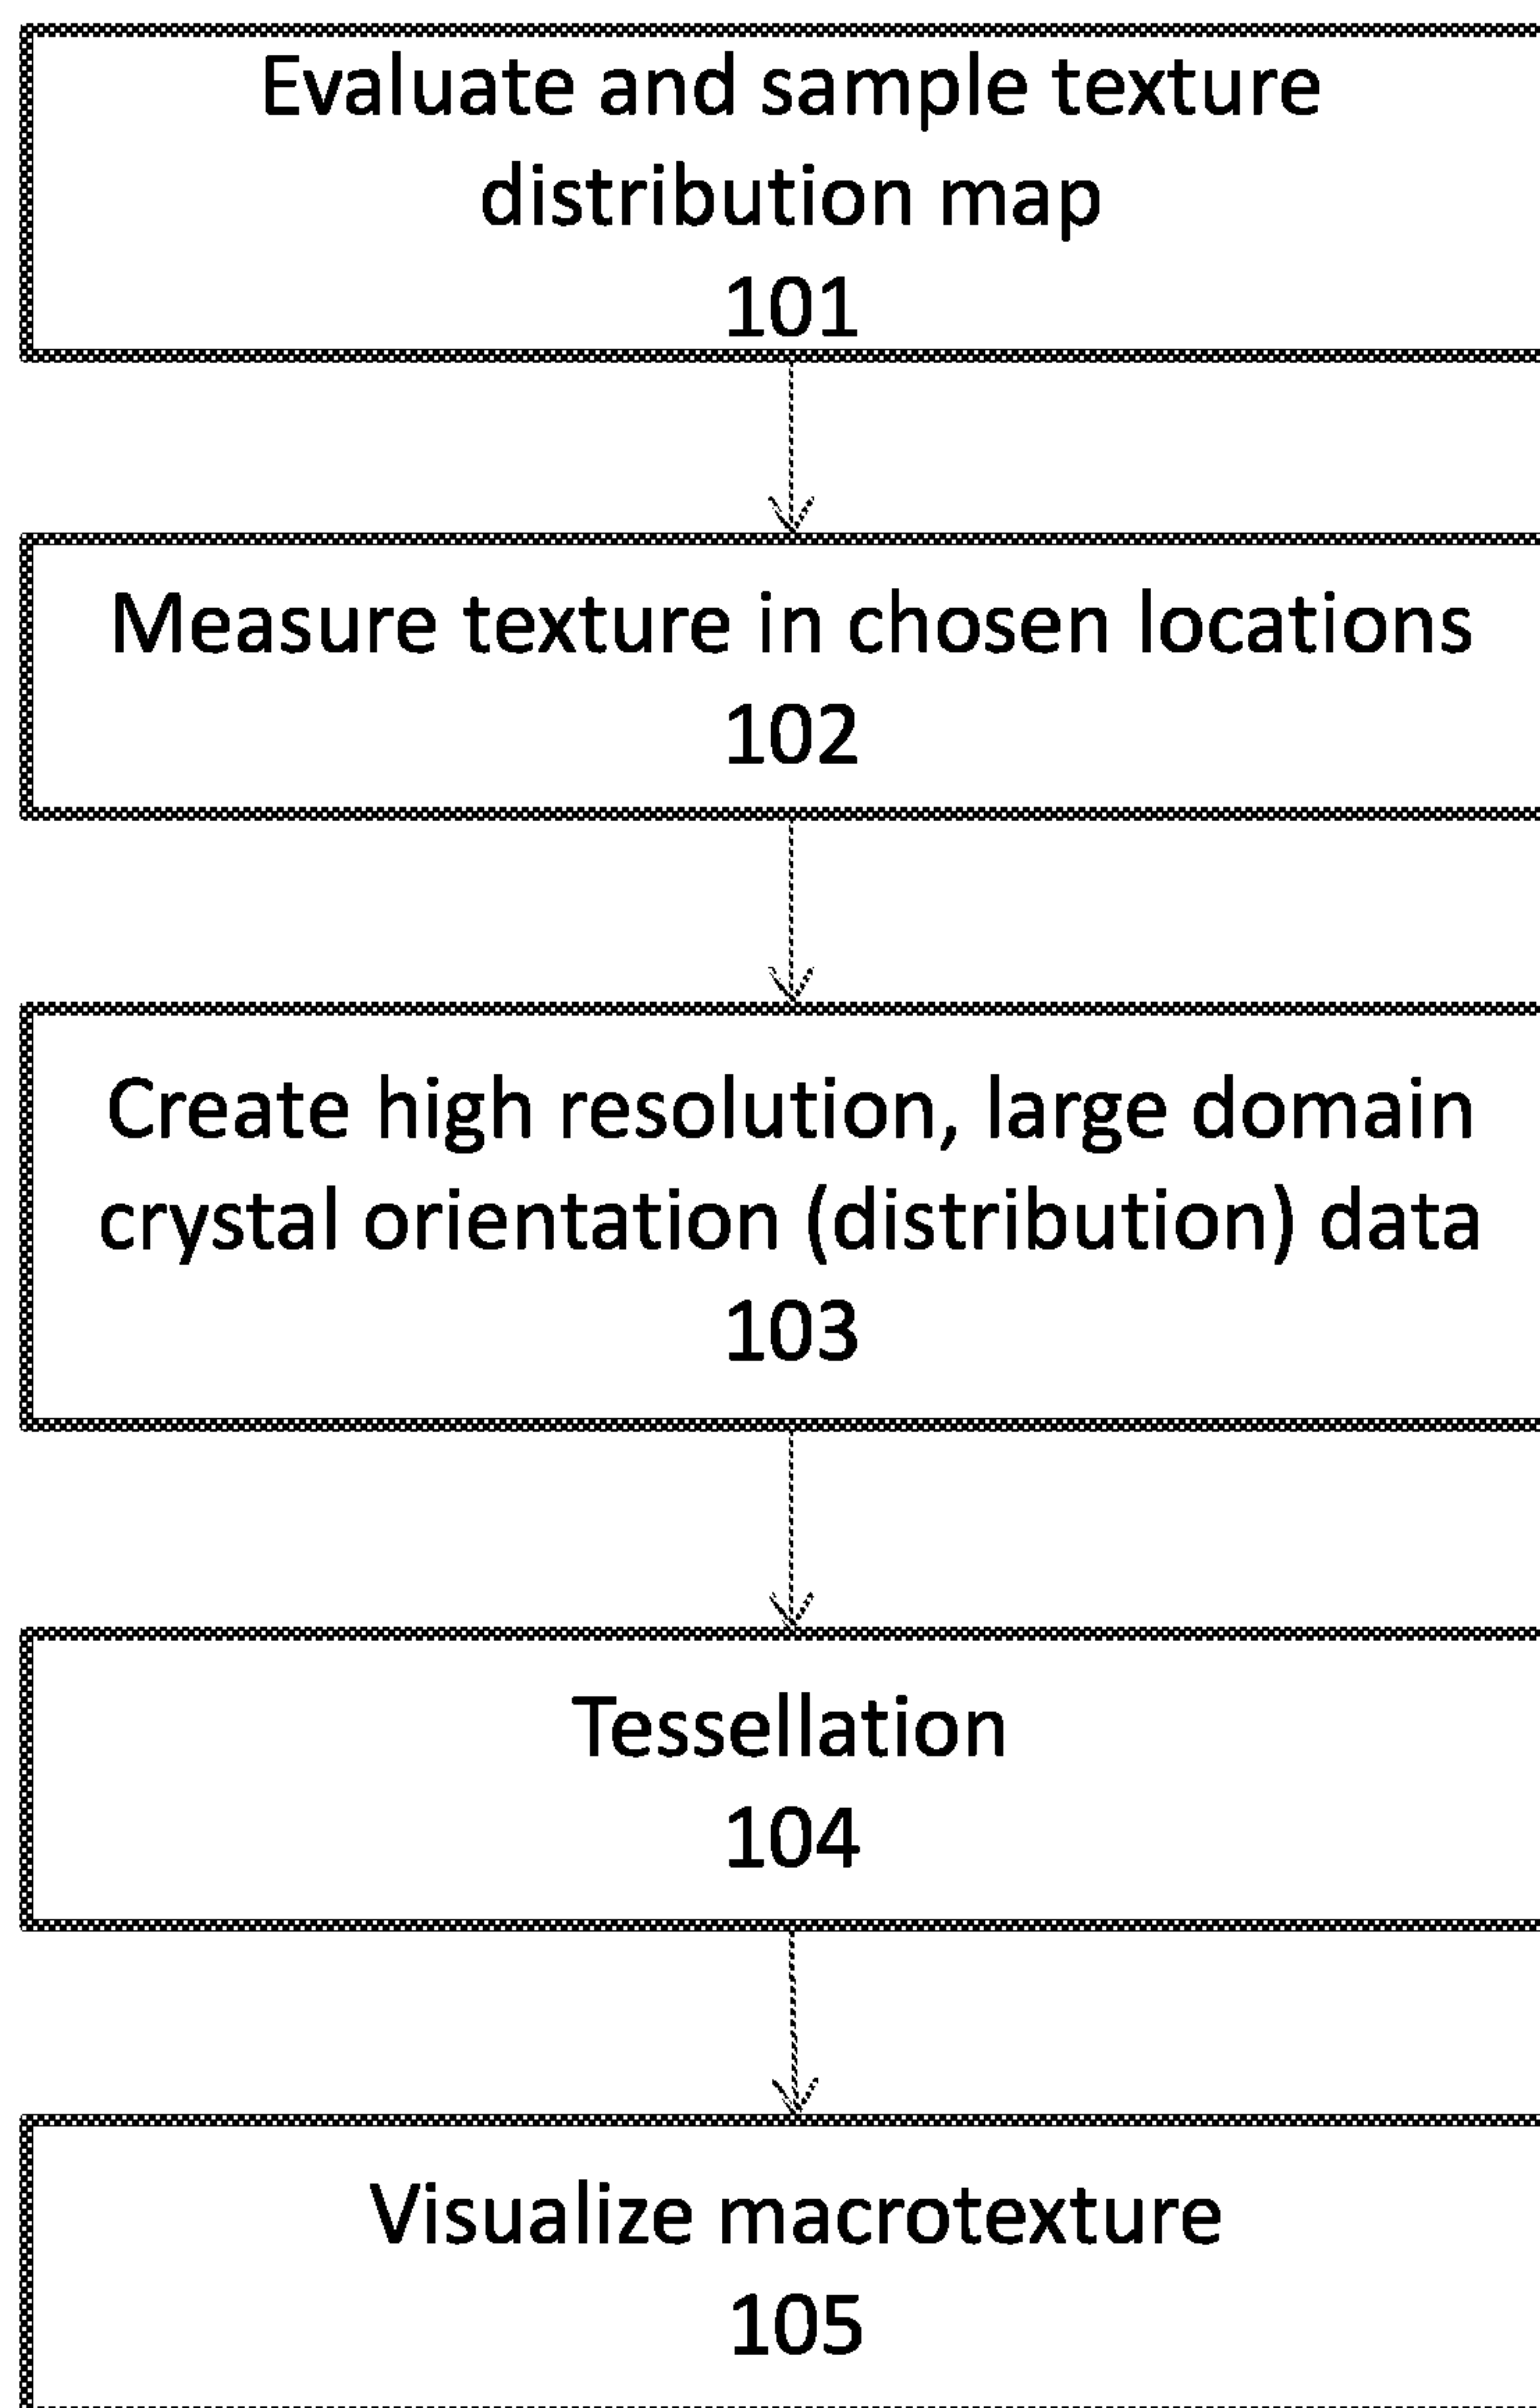 Evaluate and sample texture
distribution map
101
Measure texture in chosen locations
102
Create high resolution, large domain
crystal orientation (distribution) data
103
Tessellation
104
Visualize macrotexture
105